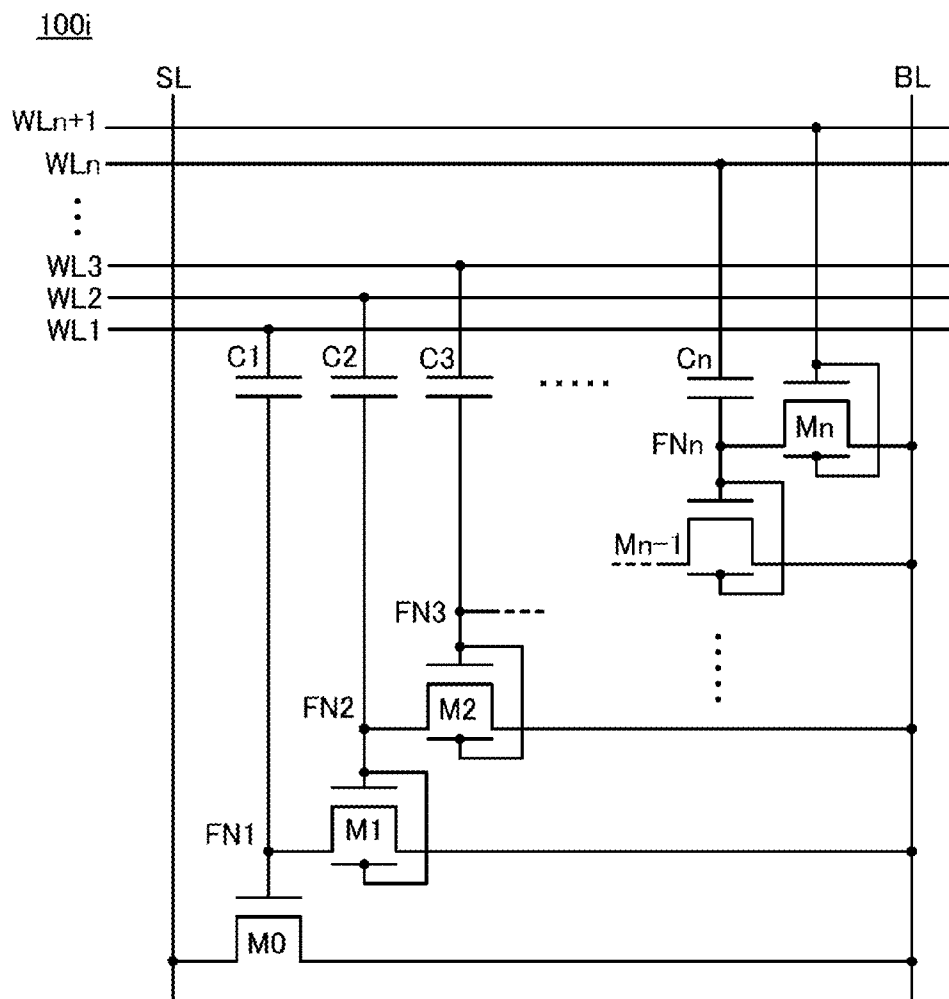 100i
SL BL
WLn+1
WLn
WL3
WL2
WL1
C1 C2 C3 Cn
Mn
FNn
Mn-1
FN3
M2
FN2
M1
FN1
M0